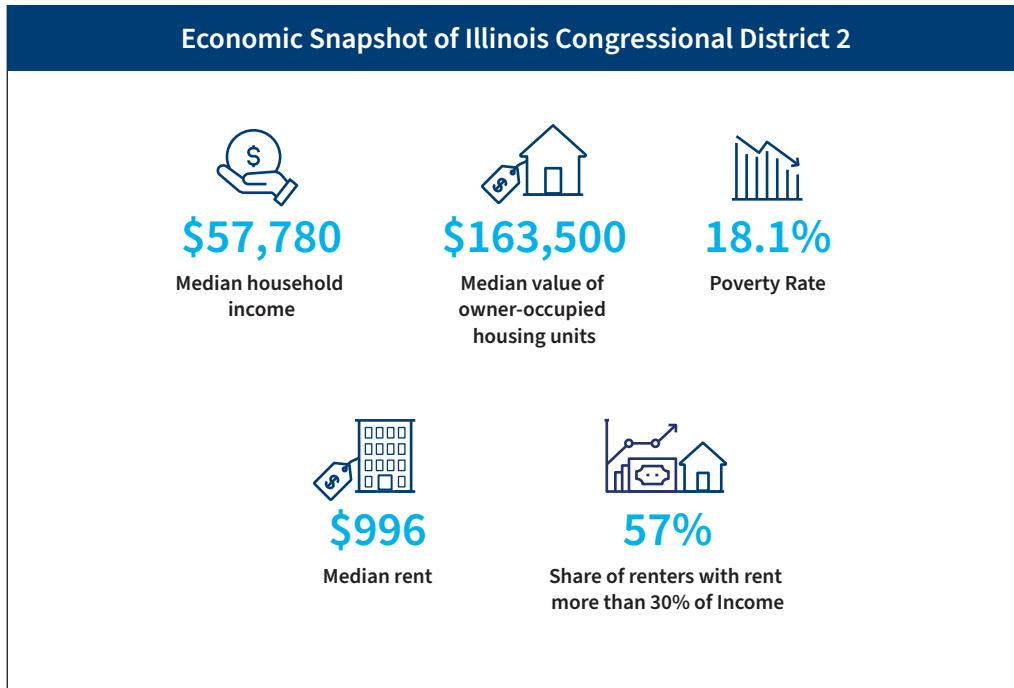 Economic Snapshot of Illinois Congressional District 2
$
$
$57,780
Median household
income
$163,500
Median value of
owner-occupied
housing units
18.1%
Poverty Rate
$
$996
Median rent
57%
Share of renters with rent
more than 30% of Income